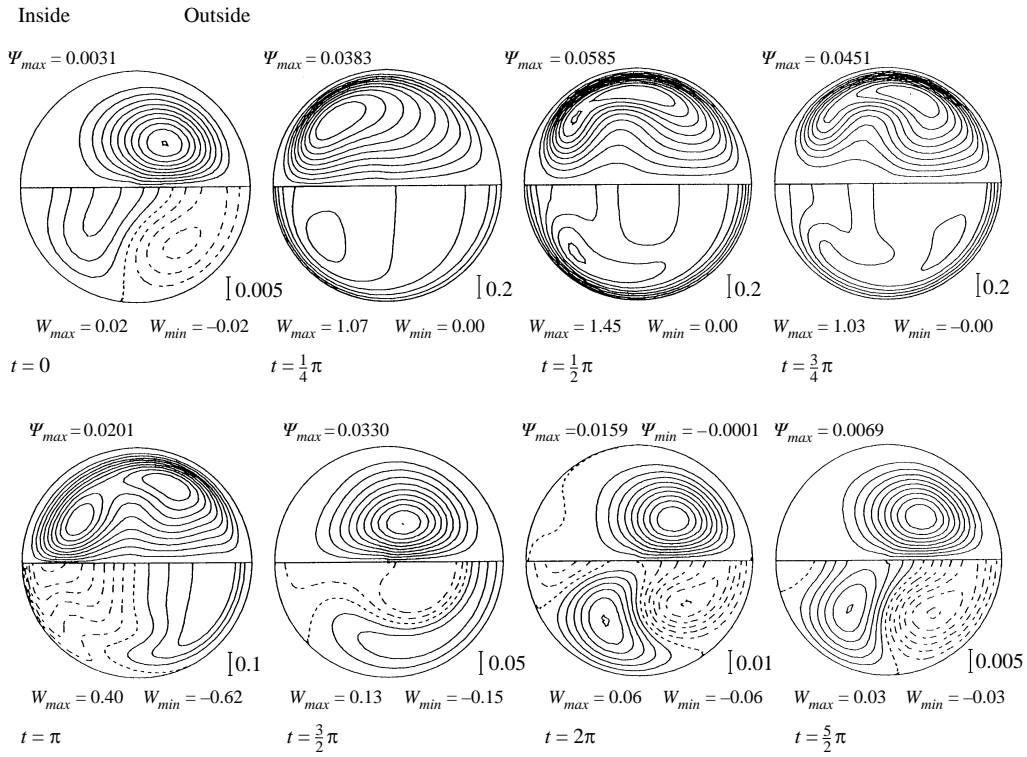 Inside Outside
Ψmax = 0.0031 Ψmax = 0.0383 Ψmax = 0.0585 Ψmax = 0.0451
0.005 0.2 0.2 0.2
Wmax = 0.02 Wmin = –0.02 Wmax = 1.07 Wmin = 0.00 Wmax = 1.45 Wmin = 0.00 Wmax = 1.03 Wmin = –0.00
t = 0 t = 1/4 π t = 1/2 π t = 3/4 π
Ψmax = 0.0201 Ψmax = 0.0330 Ψmax = 0.0159 Ψmin = –0.0001 Ψmax = 0.0069
0.1 0.05 0.01 0.005
Wmax = 0.40 Wmin = –0.62 Wmax = 0.13 Wmin = –0.15 Wmax = 0.06 Wmin = –0.06 Wmax = 0.03 Wmin = –0.03
t = π t = 3/2 π t = 2π t = 5/2 π